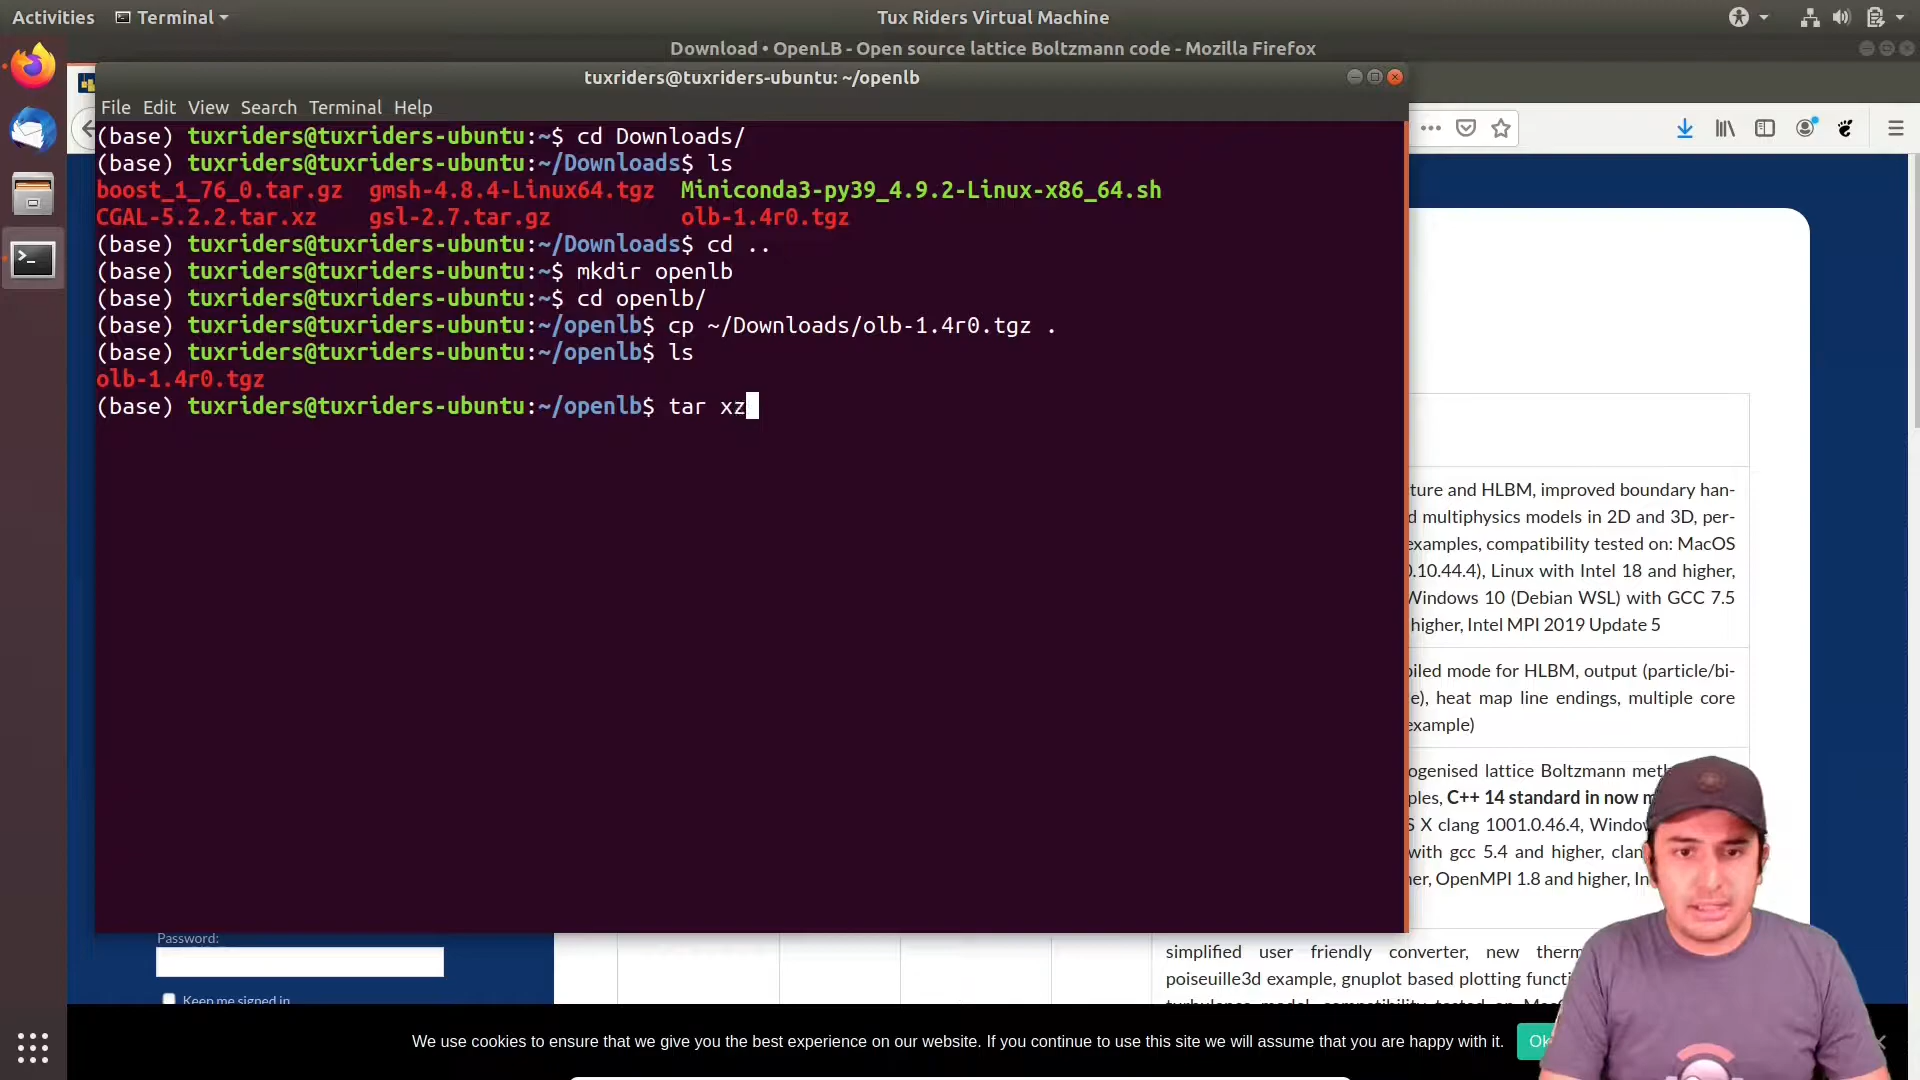 Activities Terminal Tux Riders Virtual Machine
Download • OpenLB - Open source lattice Boltzmann code - Mozilla Firefox
tuxriders@tuxriders-ubuntu: ~/openlb
File Edit View Search Terminal Help
(base) tuxriders@tuxriders-ubuntu:~$ cd Downloads/
(base) tuxriders@tuxriders-ubuntu:~/Downloads$ ls
boost_1_76_0.tar.gz gmsh-4.8.4-Linux64.tgz Miniconda3-py39_4.9.2-Linux-x86_64.sh
CGAL-5.2.2.tar.xz gsl-2.7.tar.gz olb-1.4r0.tgz
(base) tuxriders@tuxriders-ubuntu:~/Downloads$ cd ..
(base) tuxriders@tuxriders-ubuntu:~$ mkdir openlb
(base) tuxriders@tuxriders-ubuntu:~$ cd openlb/
(base) tuxriders@tuxriders-ubuntu:~/openlb$ cp ~/Downloads/olb-1.4r0.tgz .
(base) tuxriders@tuxriders-ubuntu:~/openlb$ ls
olb-1.4r0.tgz
(base) tuxriders@tuxriders-ubuntu:~/openlb$ tar xz
ture and HLBM, improved boundary han-
d multiphysics models in 2D and 3D, per-
examples, compatibility tested on: MacOS
0.10.44.4), Linux with Intel 18 and higher,
Windows 10 (Debian WSL) with GCC 7.5
higher, Intel MPI 2019 Update 5
piled mode for HLBM, output (particle/bi-
e), heat map line endings, multiple core
example)
ogenised lattice Boltzmann
ples, C++ 14 standard in now
S X clang 1001.0.46.4,
with gcc 5.4 and higher,
her, OpenMPI 1.8 and higher,
simplified user friendly converter, new
poiseuille3d example, gnuplot based plotting
Password:
Keep me signed in
We use cookies to ensure that we give you the best experience on our website. If you continue to use this site we will assume that you are happy with it. Ok